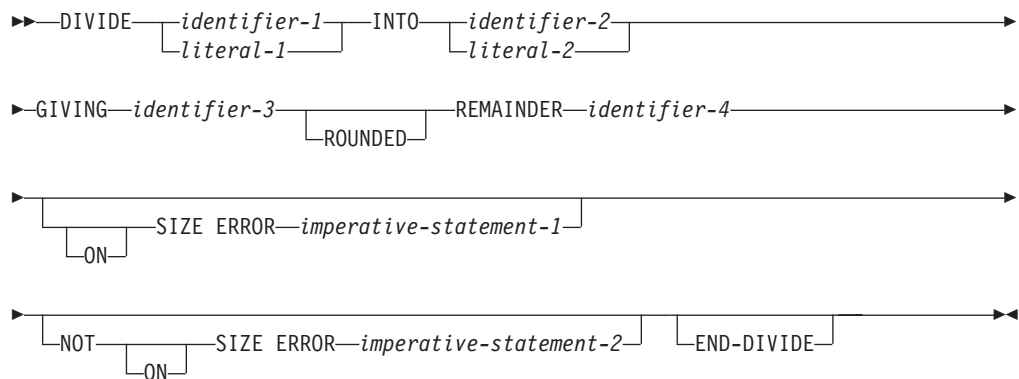 DIVIDE identifier-1 INTO identifier-2
literal-1 literal-2
GIVING identifier-3 REMAINDER identifier-4
ROUNDED
SIZE ERROR imperative-statement-1
ON
NOT SIZE ERROR imperative-statement-2 END-DIVIDE
ON